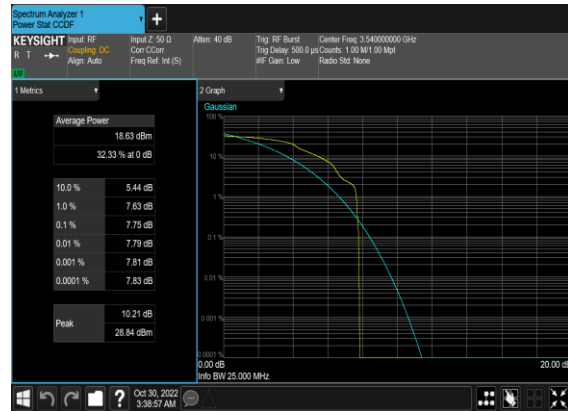 Spectrum Analyzer 1
Power Stat CCDF
KEYSIGHT
R T
LXI
Input: RF
Coupling: DC
Align: Auto
Input Z: 50 Ω
Corr CCorr
Freq Ref: Int (S)
Atten: 40 dB
Trig: RF Burst
Trig Delay: 500.0 µs
#IF Gain: Low
Center Freq: 3.540000000 GHz
Counts: 1.00 M/1.00 Mpt
Radio Std: None
1 Metrics
Average Power
18.63 dBm
32.33 % at 0 dB
10.0 % 5.44 dB
1.0 % 7.63 dB
0.1 % 7.75 dB
0.01 % 7.79 dB
0.001 % 7.81 dB
0.0001 % 7.83 dB
Peak
10.21 dB
28.84 dBm
2 Graph
Gaussian
100 %
10 %
1 %
0.1 %
0.01 %
0.001 %
0.0001 %
0.00 dB 20.00 dB
Info BW 25.000 MHz
? Oct 30, 2022
3:38:57 AM